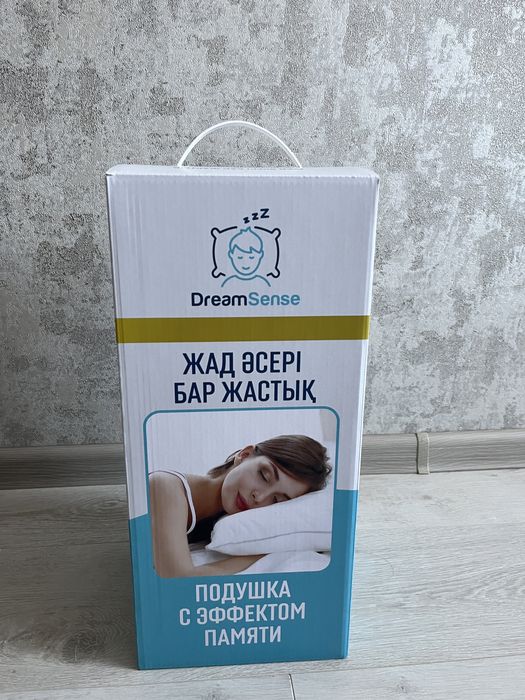 zzZ
DreamSense
ЖАД ӘСЕРІ
БАР ЖАСТЫҚ
ПОДУШКА
С ЭФФЕКТОМ
ПАМЯТИ